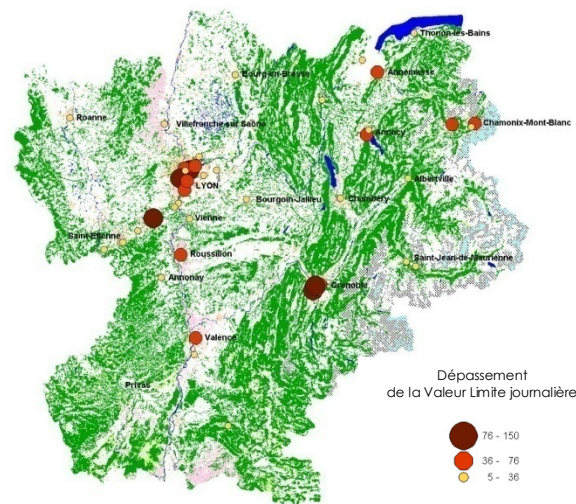 Thonon-les-Bains
Annemasse
Bourg-en-Bresse
Roanne
Villefranche-sur Saône
Chamonix-Mont-Blanc
Annecy
LYON
Albertville
Bourgoin-Jallieu
Chambéry
Vienne
Saint-Etienne
Roussillon
Saint-Jean-de-Maurienne
Annonay
Grenoble
Valence
Privas
Dépassement
de la Valeur Limite journalière
76 - 150
36 - 76
5 - 36